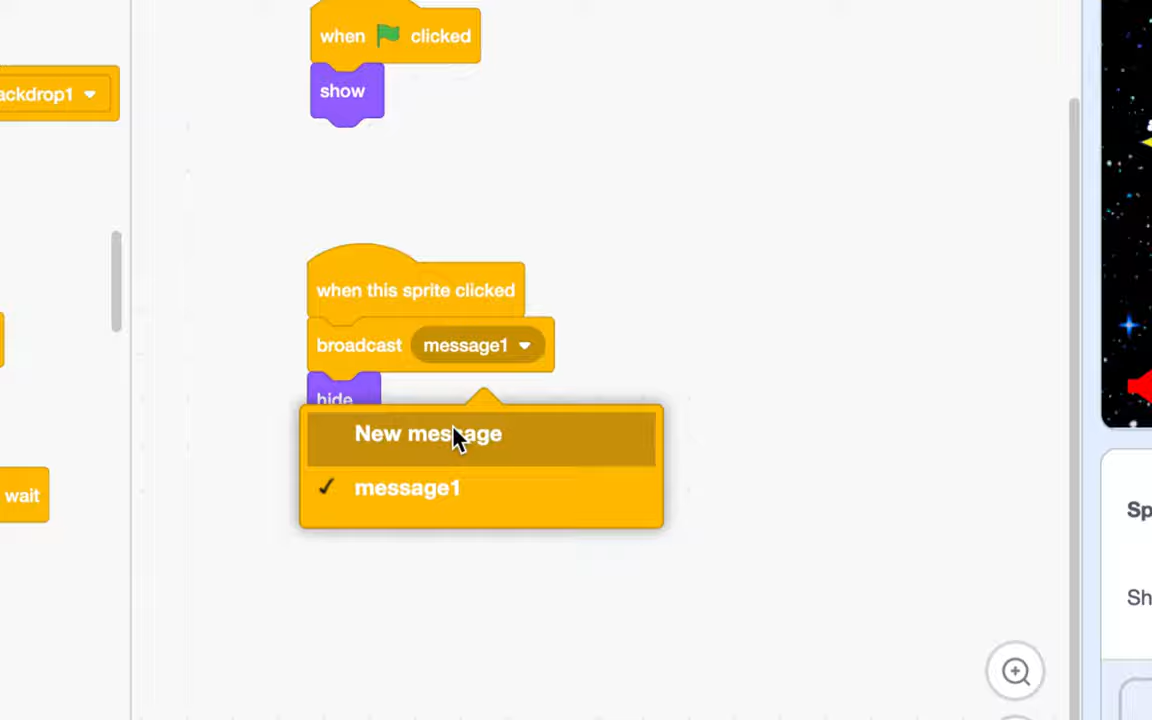 when clicked
ackdrop1
show
when this sprite clicked
broadcast message1
hide
New message
message1
wait
Sp
Sh